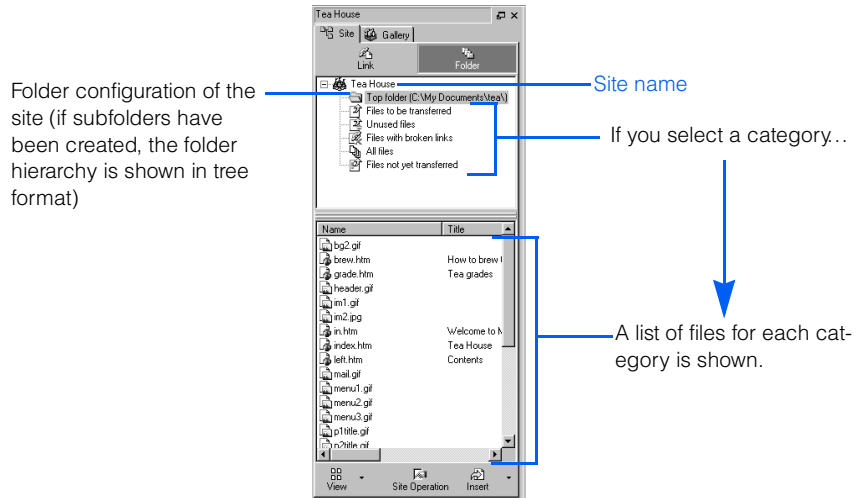 Tea House
Site Gallery
Link Folder
Tea House
Top folder (C:\My Documents\tea\)
Files to be transferred
Unused files
Files with broken links
All files
Files not yet transferred
Folder configuration of the
site (if subfolders have
been created, the folder
hierarchy is shown in tree
format)
Site name
If you select a category…
Name Title
bg2.gif
brew.htm How to brew
grade.htm Tea grades
header.gif
im1.gif
im2.jpg
in.htm Welcome to
index.htm Tea House
left.htm Contents
mail.gif
menu1.gif
menu2.gif
menu3.gif
p1title.gif
p2title.gif
A list of files for each cat-
egory is shown.
View Site Operation Insert